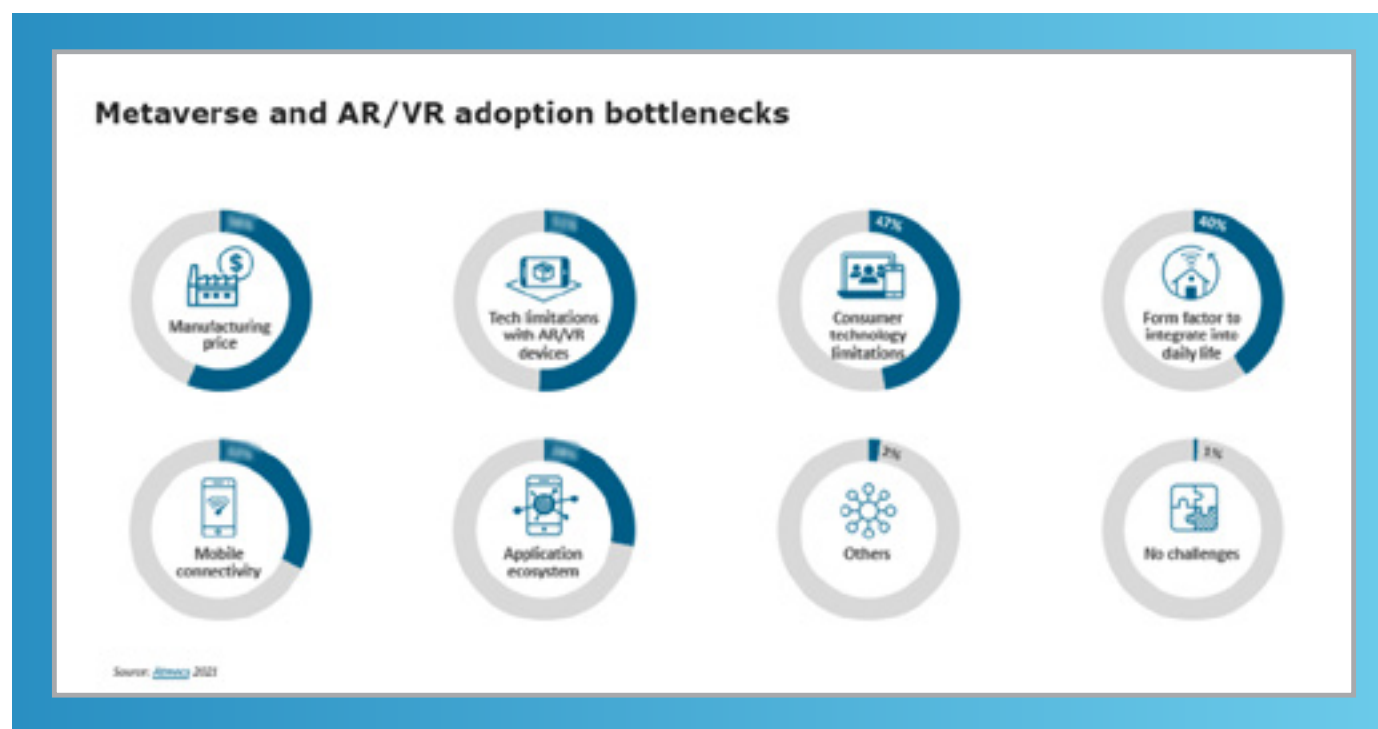 Metaverse and AR/VR adoption bottlenecks
47%
40%
Manufacturing
price
Tech limitations
with AR/VR
devices
Consumer
technology
limitations
Form factor to
integrate into
daily life
2%
1%
Mobile
connectivity
Application
ecosystem
Others
No challenges
Source: 2021